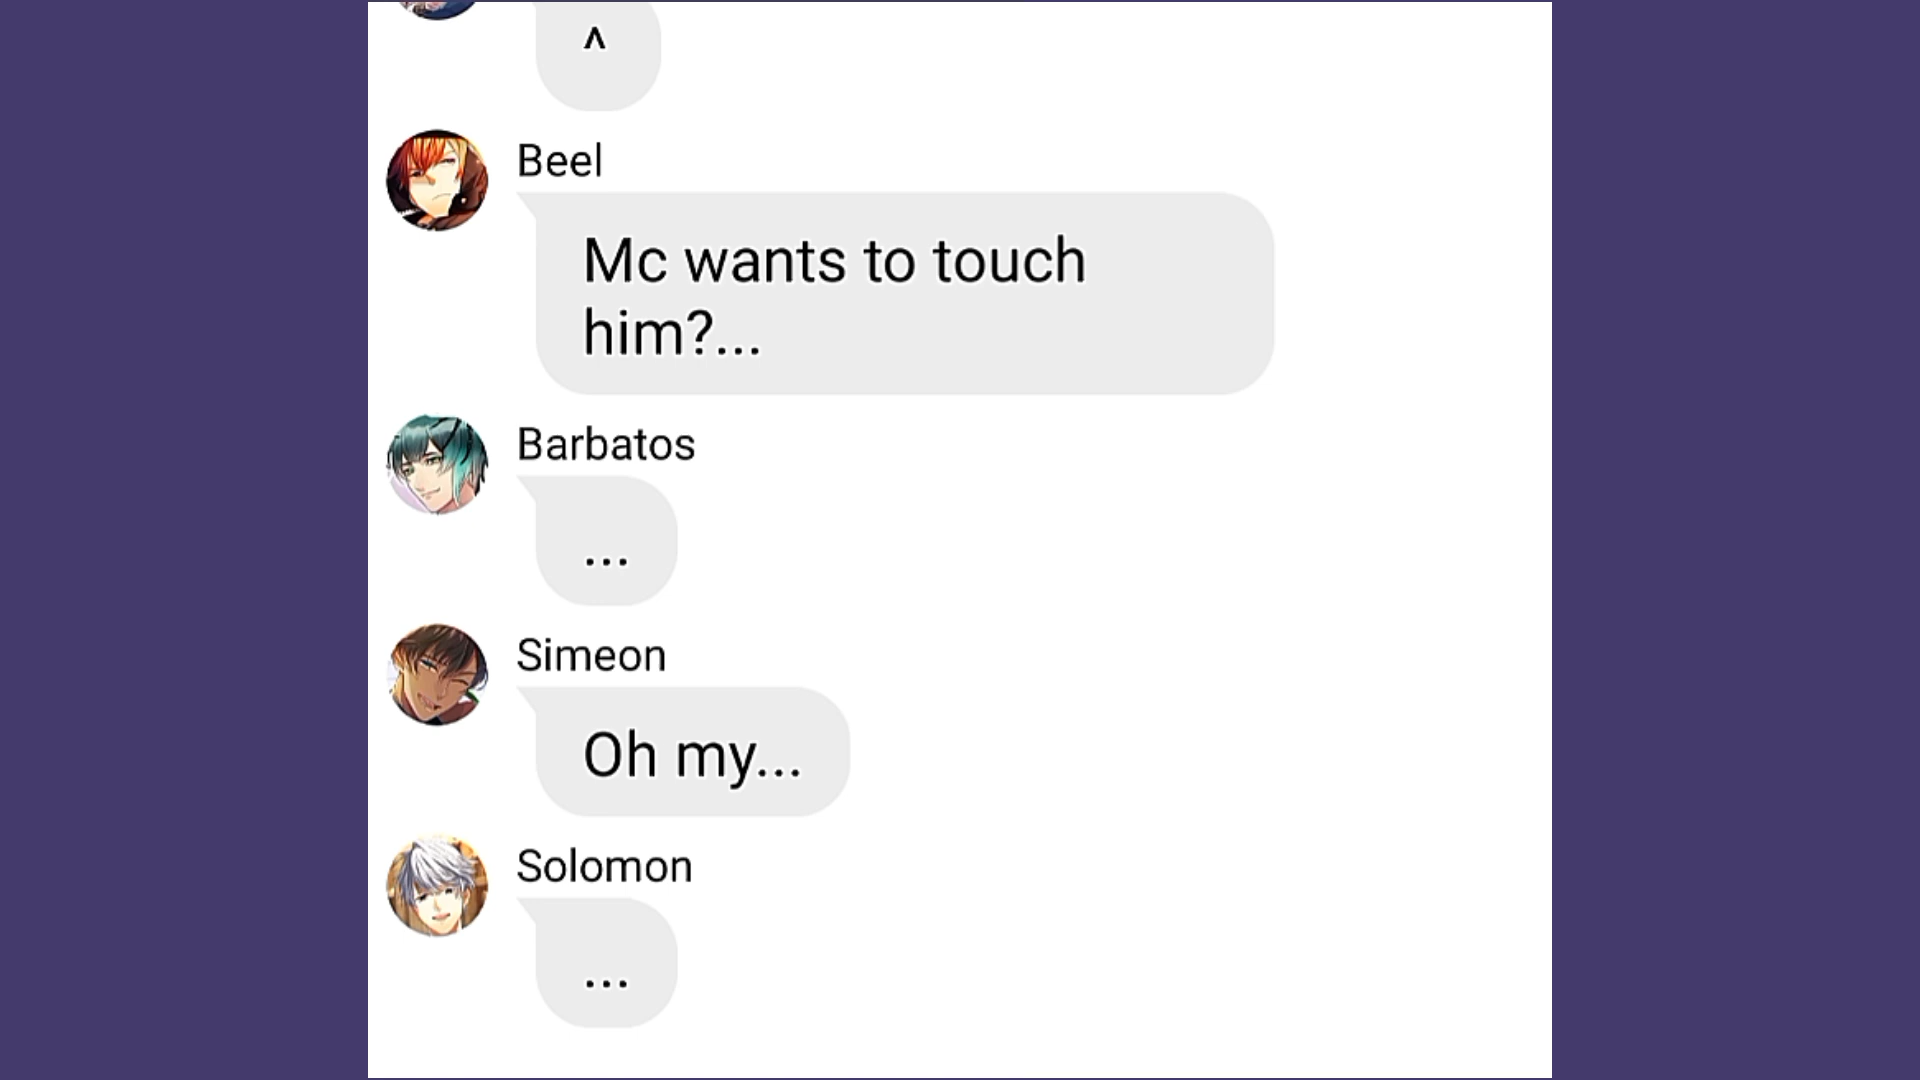 ^
Beel
Mc wants to touch
him?...
Barbatos
...
Simeon
Oh my...
Solomon
...